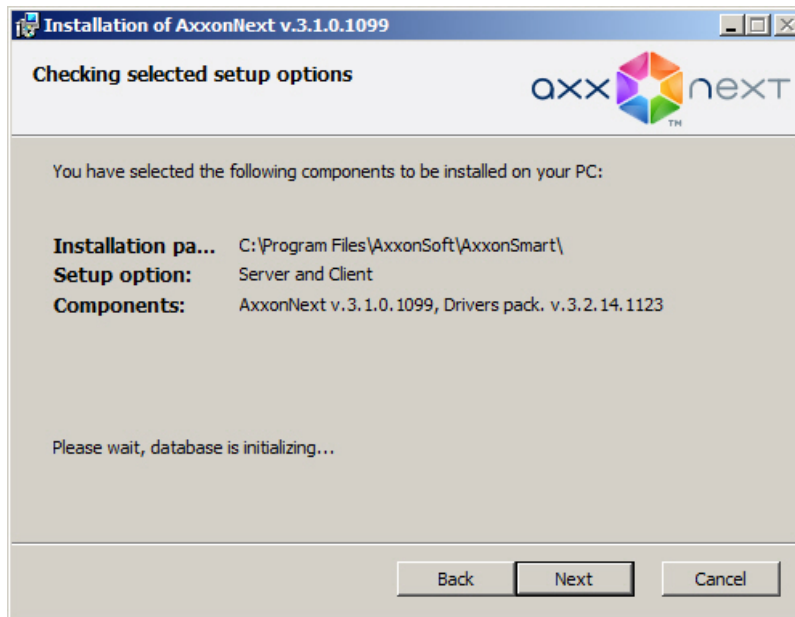 Installation of AxxonNext v.3.1.0.1099
Checking selected setup options
axx next
TM
You have selected the following components to be installed on your PC:
Installation pa... C:\Program Files\AxxonSoft\AxxonSmart\
Setup option: Server and Client
Components: AxxonNext v.3.1.0.1099, Drivers pack. v.3.2.14.1123
Please wait, database is initializing...
Back Next Cancel